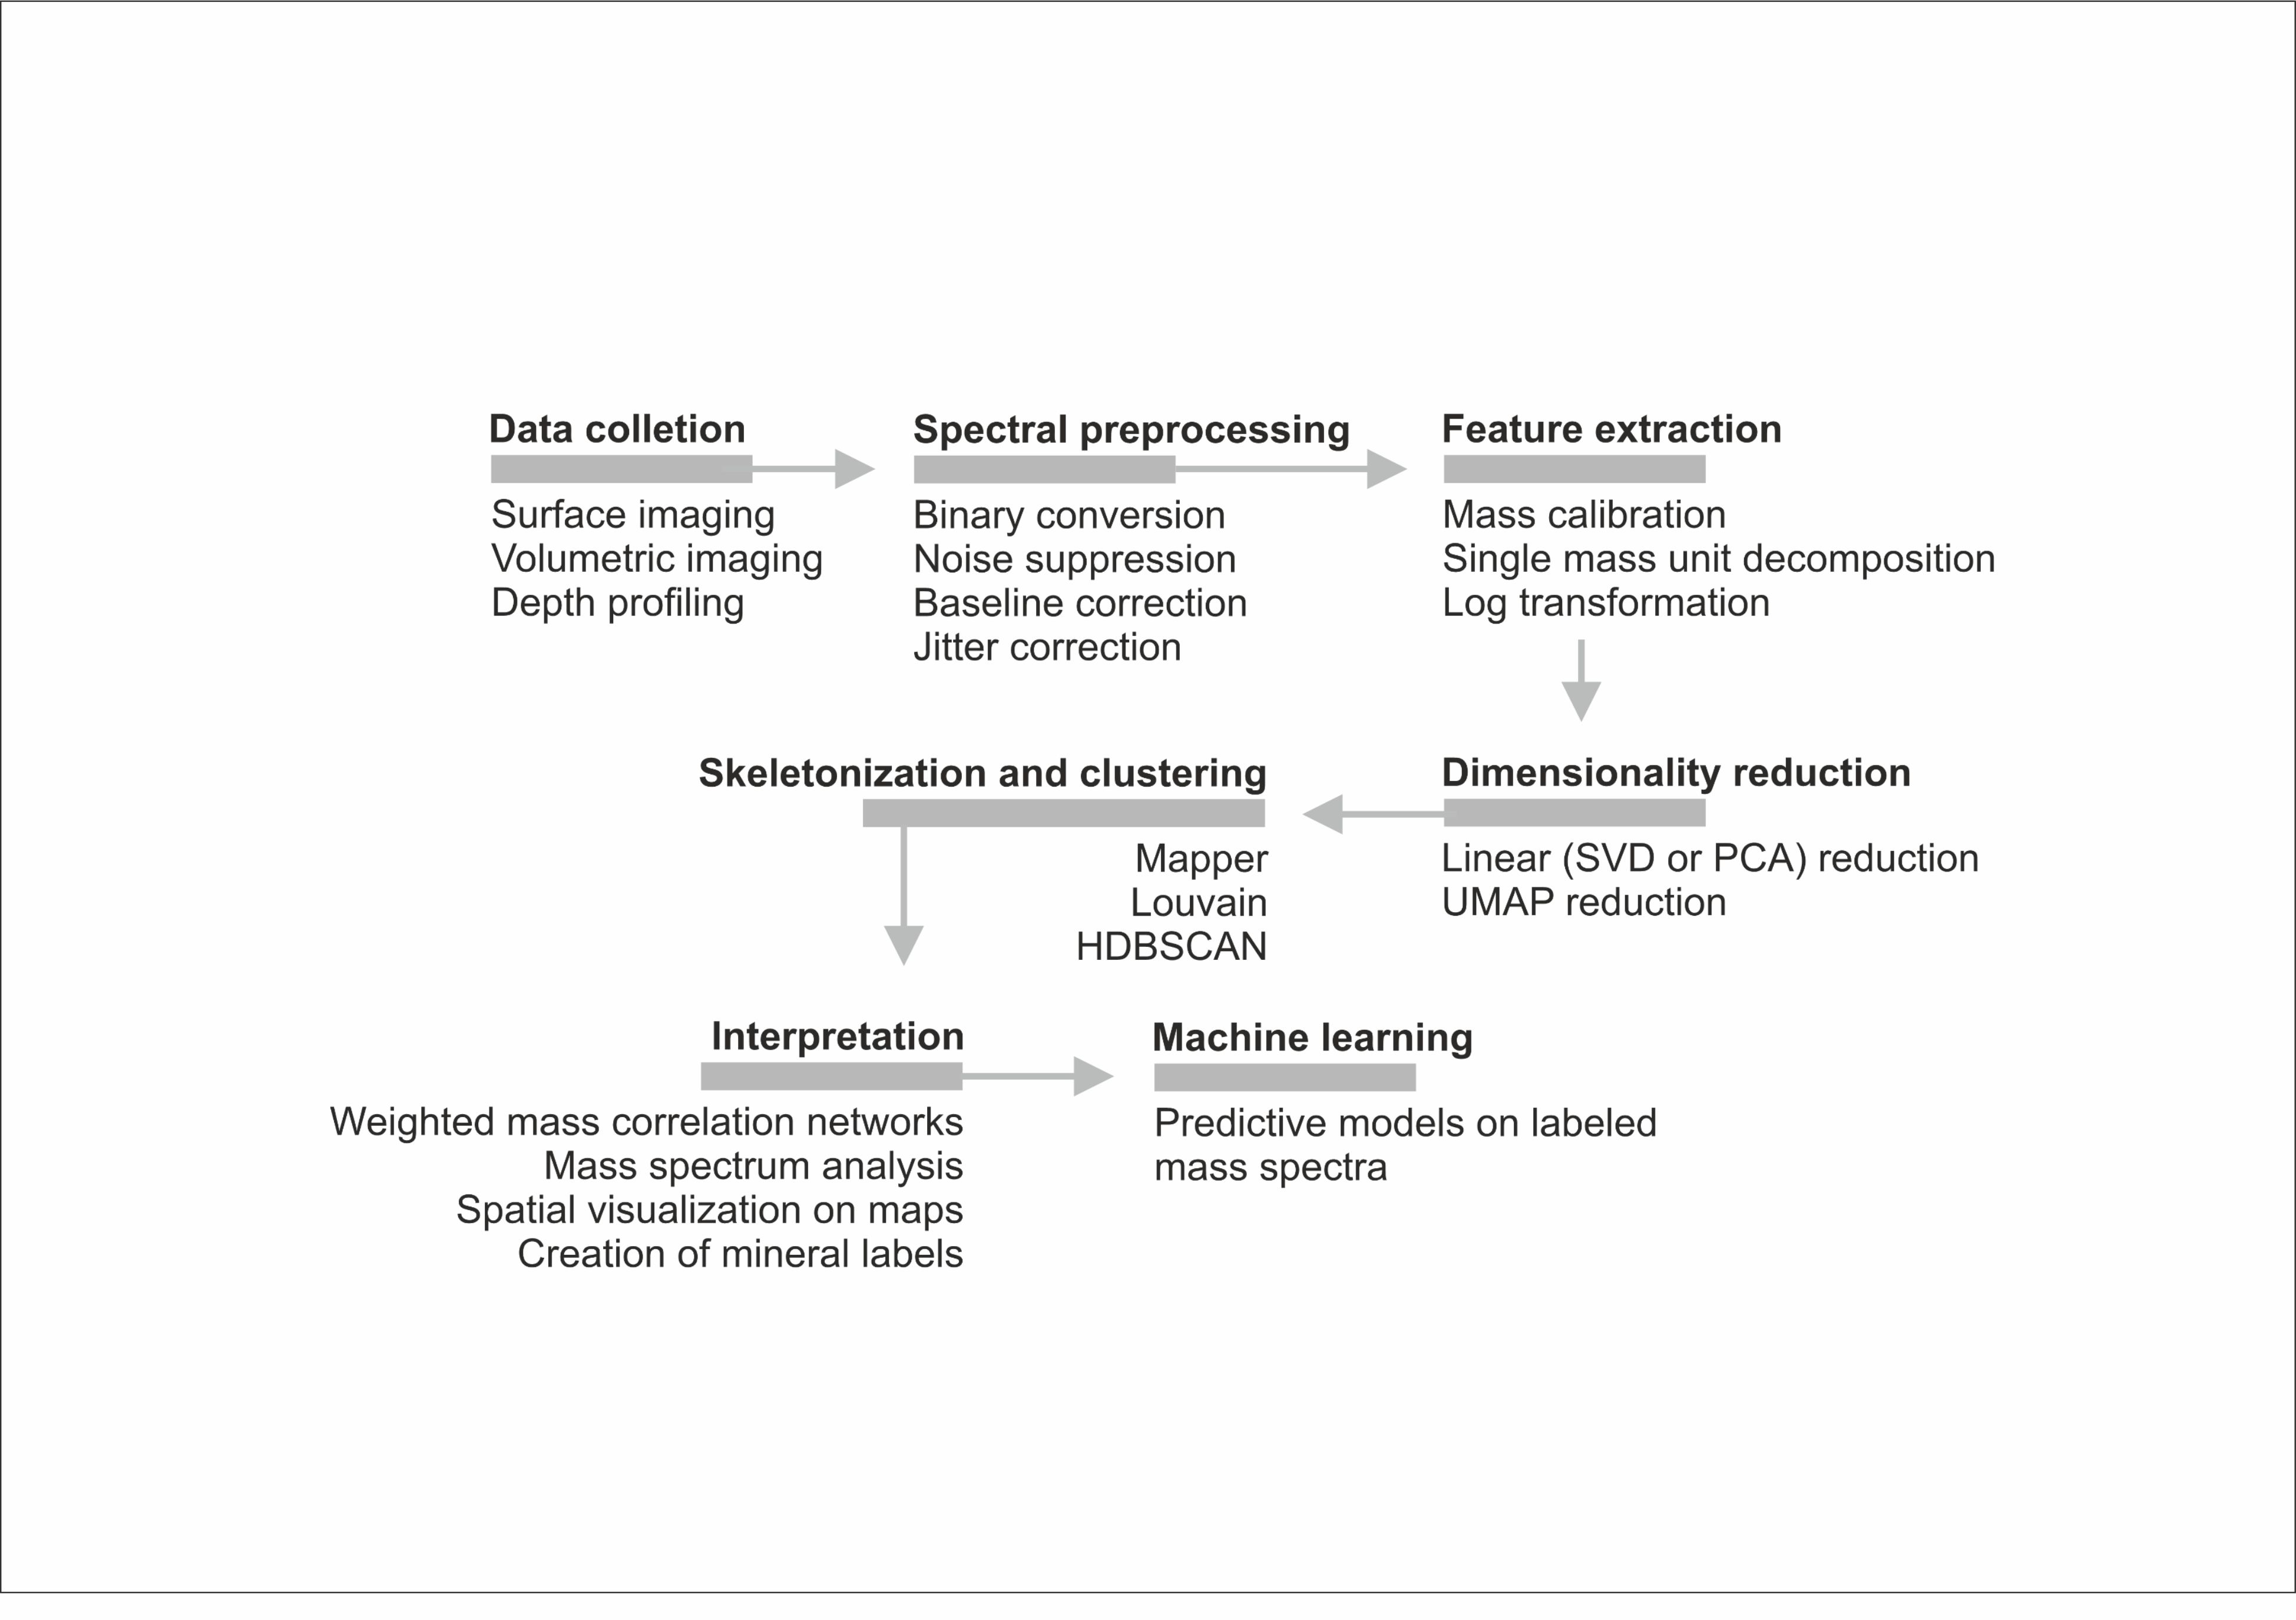 Data colletion
Surface imaging
Volumetric imaging
Depth profiling
Spectral preprocessing
Binary conversion
Noise suppression
Baseline correction
Jitter correction
Feature extraction
Mass calibration
Single mass unit decomposition
Log transformation
Dimensionality reduction
Linear (SVD or PCA) reduction
UMAP reduction
Skeletonization and clustering
Mapper
Louvain
HDBSCAN
Interpretation
Weighted mass correlation networks
Mass spectrum analysis
Spatial visualization on maps
Creation of mineral labels
Machine learning
Predictive models on labeled
mass spectra